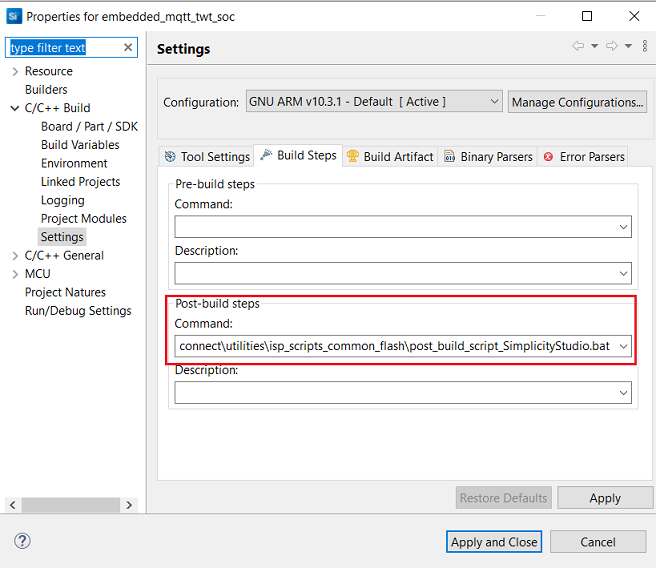 Si Properties for embedded_mqtt_twt_soc
type filter text
Settings
Resource
Builders
C/C++ Build
Board / Part / SDK
Build Variables
Environment
Linked Projects
Logging
Project Modules
Settings
C/C++ General
MCU
Project Natures
Run/Debug Settings
Configuration: GNU ARM v10.3.1 - Default [ Active ] Manage Configurations...
Tool Settings Build Steps Build Artifact Binary Parsers Error Parsers
Pre-build steps
Command:
Description:
Post-build steps
Command:
connect\utilities\isp_scripts_common_flash\post_build_script_SimplicityStudio.bat
Description:
Restore Defaults Apply
? Apply and Close Cancel